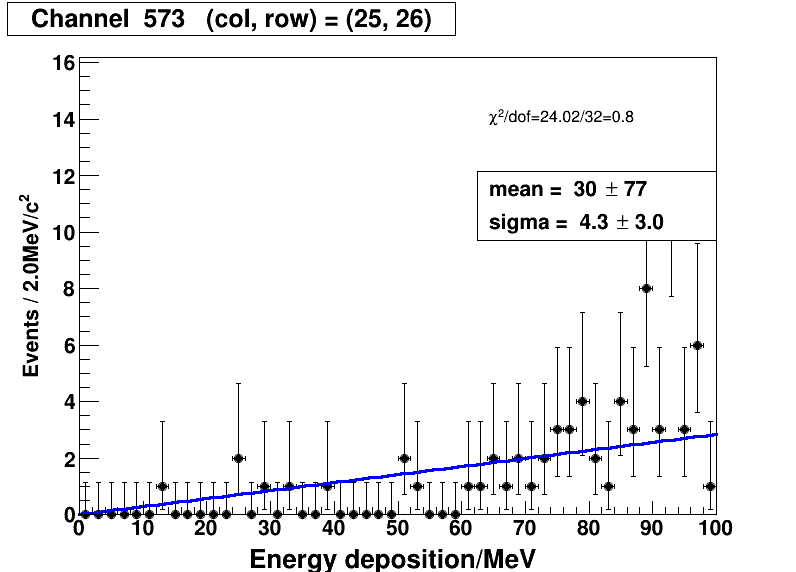 Channel 573 (col, row) = (25, 26)
χ²/dof=24.02/32=0.8
mean = 30 ± 77
sigma = 4.3 ± 3.0
Events / 2.0MeV/c²
16
14
12
10
8
6
4
2
0
0 10 20 30 40 50 60 70 80 90 100
Energy deposition/MeV